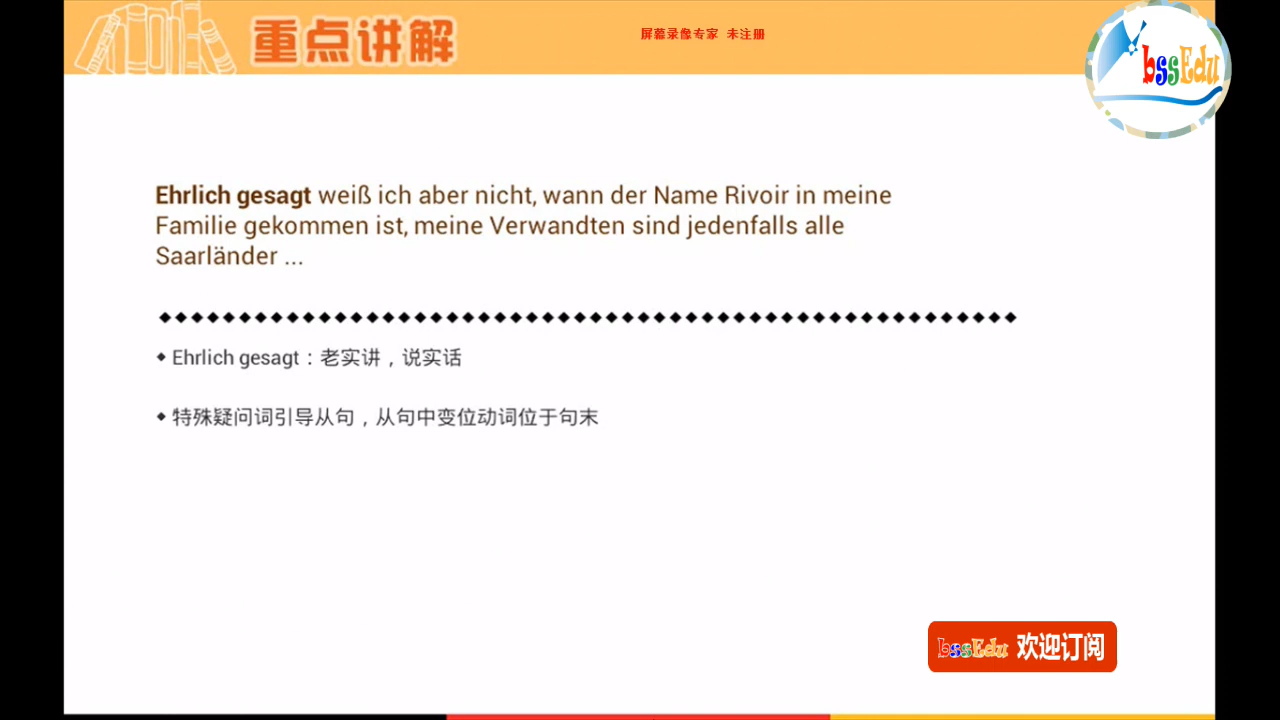 重点讲解
屏幕录像专家 未注册
bssEdu
Ehrlich gesagt weiß ich aber nicht, wann der Name Rivoir in meine
Familie gekommen ist, meine Verwandten sind jedenfalls alle
Saarländer ...
Ehrlich gesagt：老实讲，说实话
特殊疑问词引导从句，从句中变位动词位于句末
bssEdu 欢迎订阅